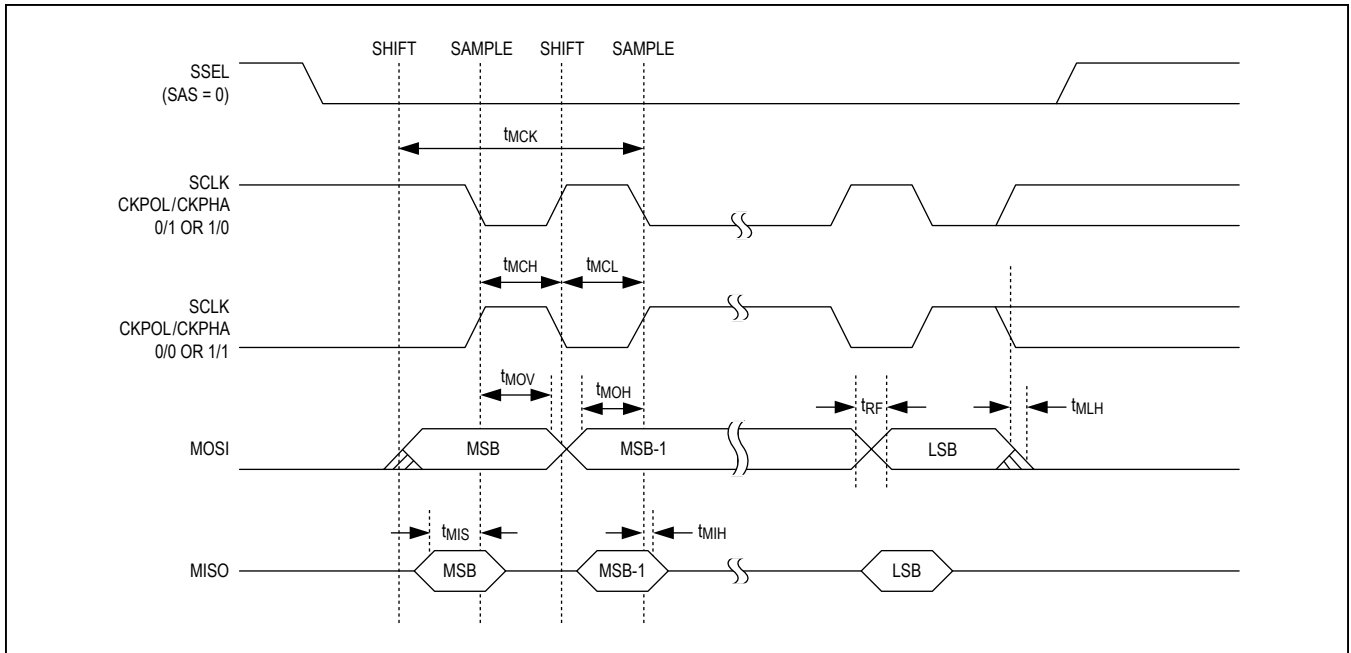 SHIFT SAMPLE SHIFT SAMPLE
SSEL
(SAS = 0)
tMCK
SCLK
CKPOL/CKPHA
0/1 OR 1/0
tMCH tMCL
SCLK
CKPOL/CKPHA
0/0 OR 1/1
tMOV tMOH tRF tMLH
MOSI MSB MSB-1 LSB
tMIS tMIH
MISO MSB MSB-1 LSB